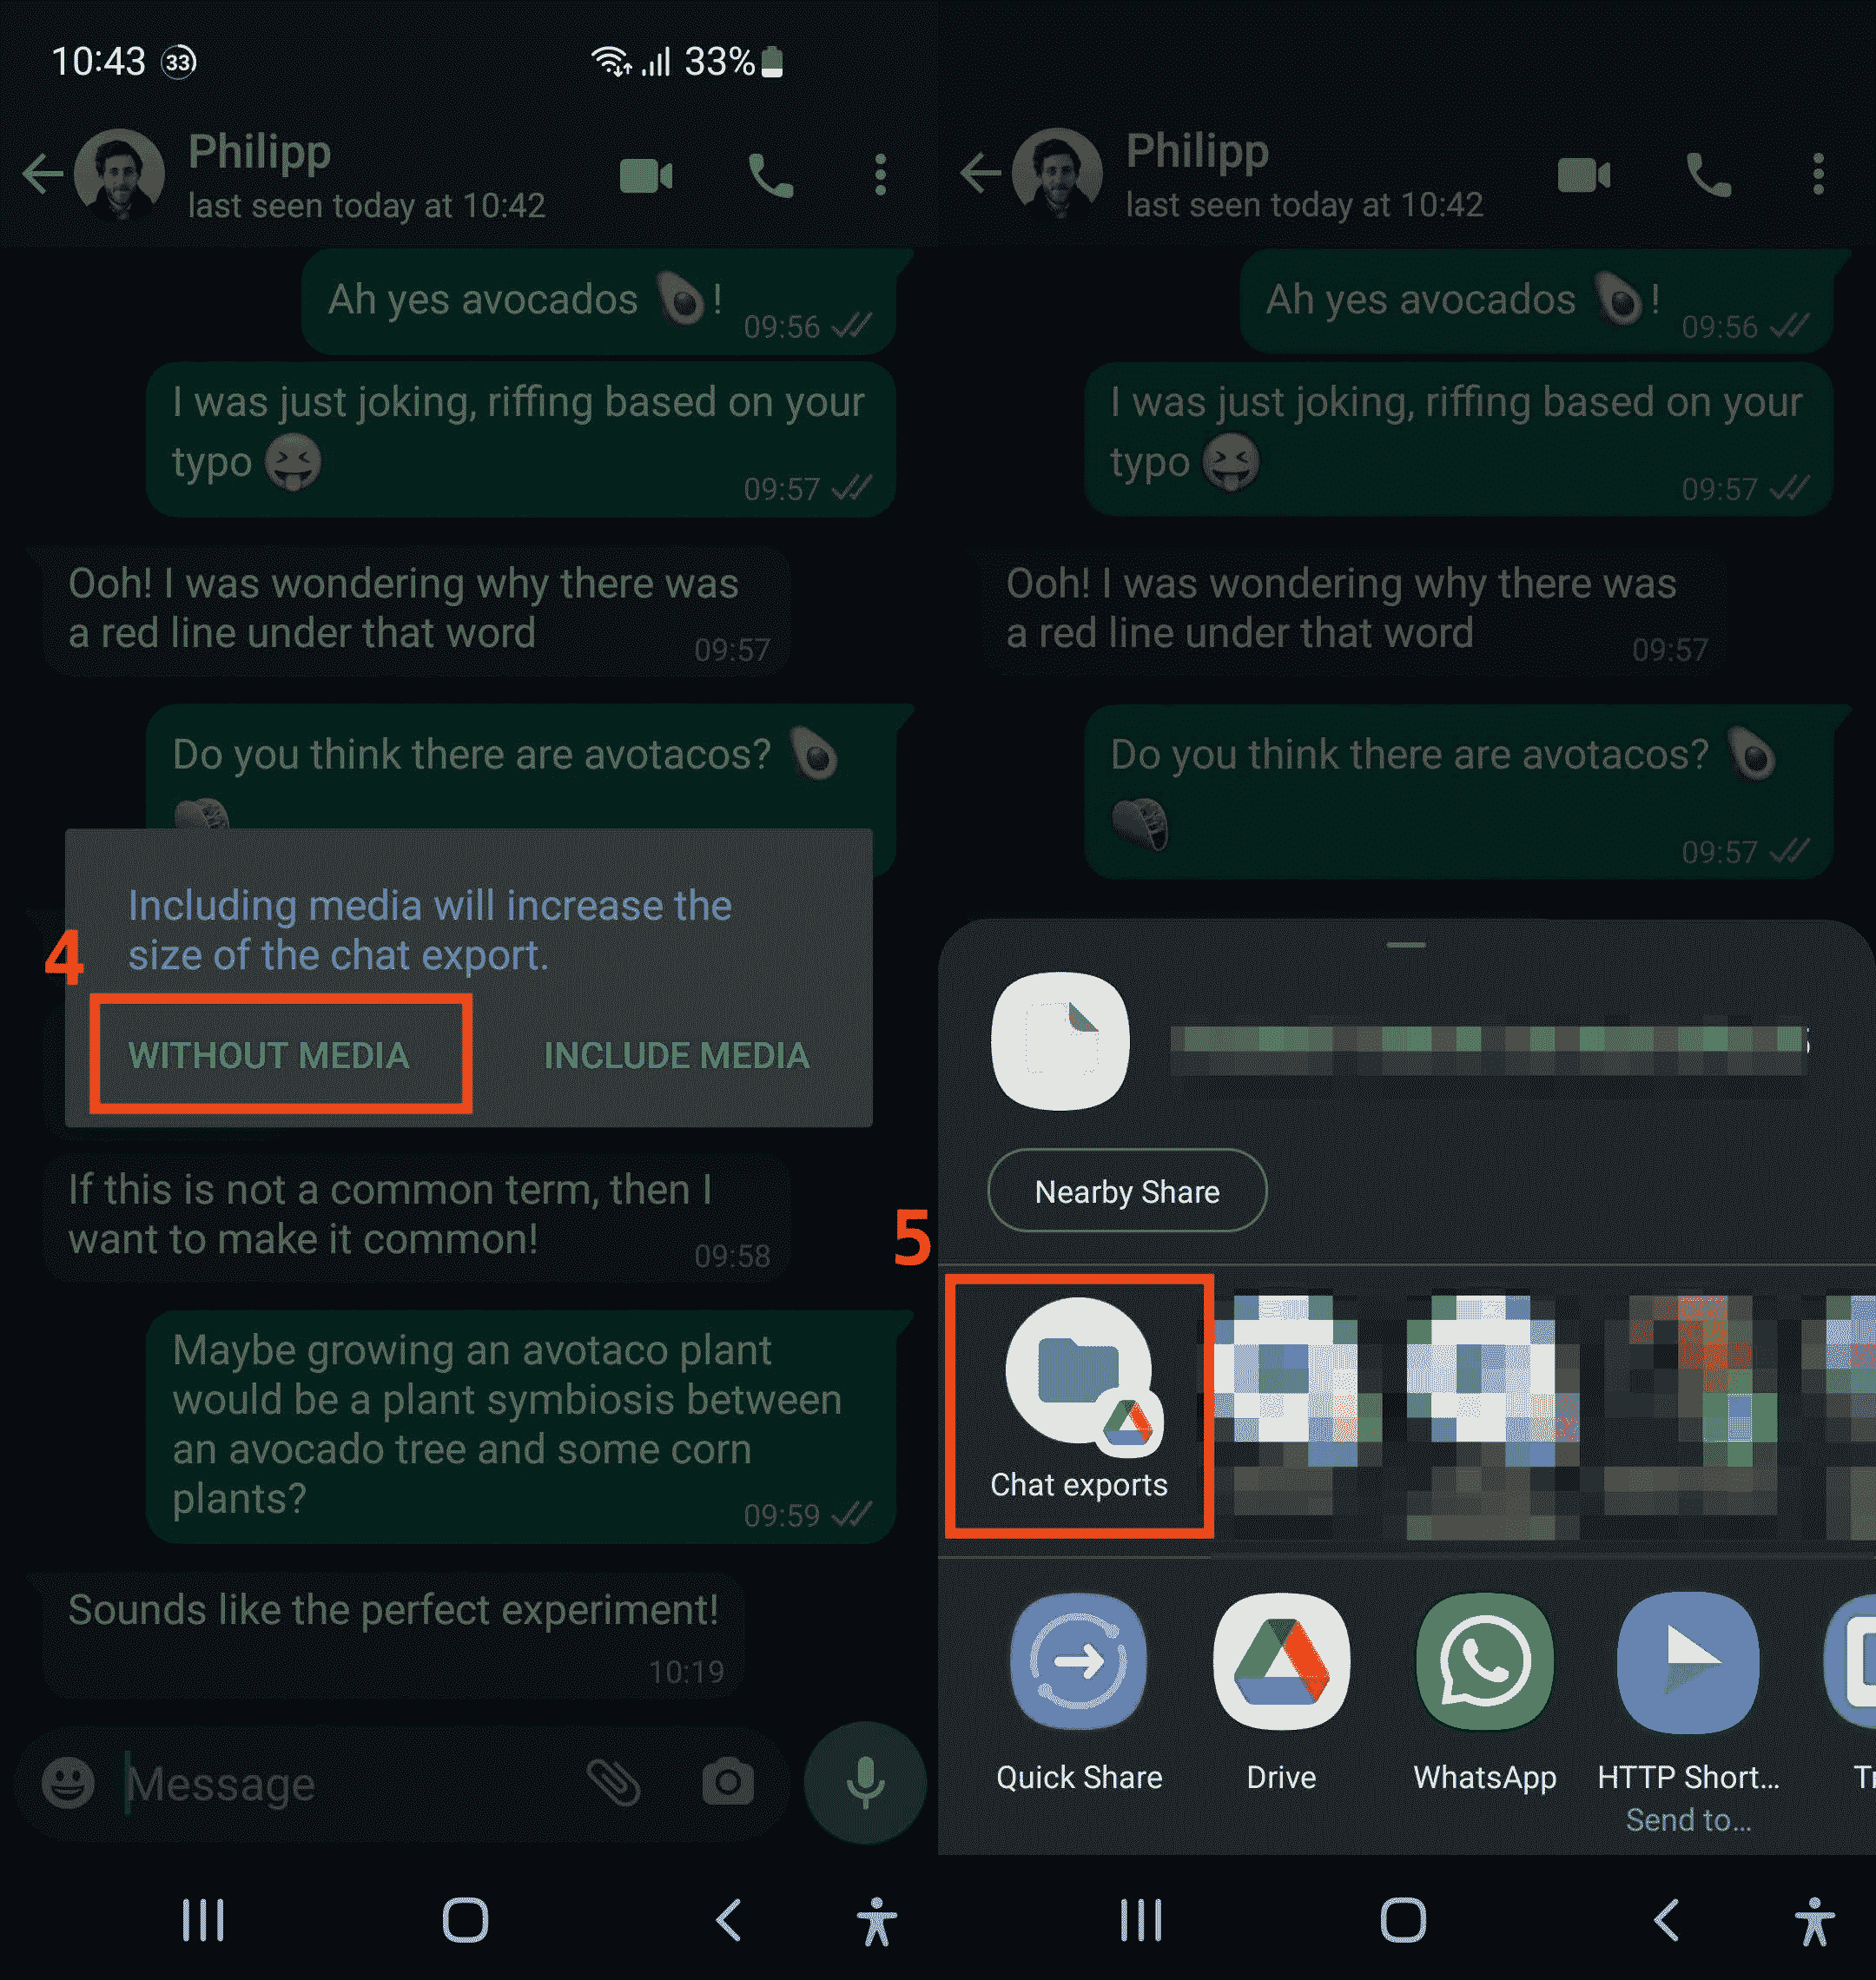 10:43 33 33%
Philipp
last seen today at 10:42
Ah yes avocados 🥑!
09:56
I was just joking, riffing based on your
typo 😝
09:57
Ooh! I was wondering why there was
a red line under that word
09:57
Do you think there are avotacos? 🥑
🌮
Including media will increase the
size of the chat export.
4
WITHOUT MEDIA INCLUDE MEDIA
If this is not a common term, then I
want to make it common!
09:58
Maybe growing an avotaco plant
would be a plant symbiosis between
an avocado tree and some corn
plants?
09:59
Sounds like the perfect experiment!
10:19
Message
Philipp
last seen today at 10:42
Ah yes avocados 🥑!
09:56
I was just joking, riffing based on your
typo 😝
09:57
Ooh! I was wondering why there was
a red line under that word
09:57
Do you think there are avotacos? 🥑
🌮
09:57
Nearby Share
5
Chat exports
Quick Share Drive WhatsApp HTTP Short...
Send to...